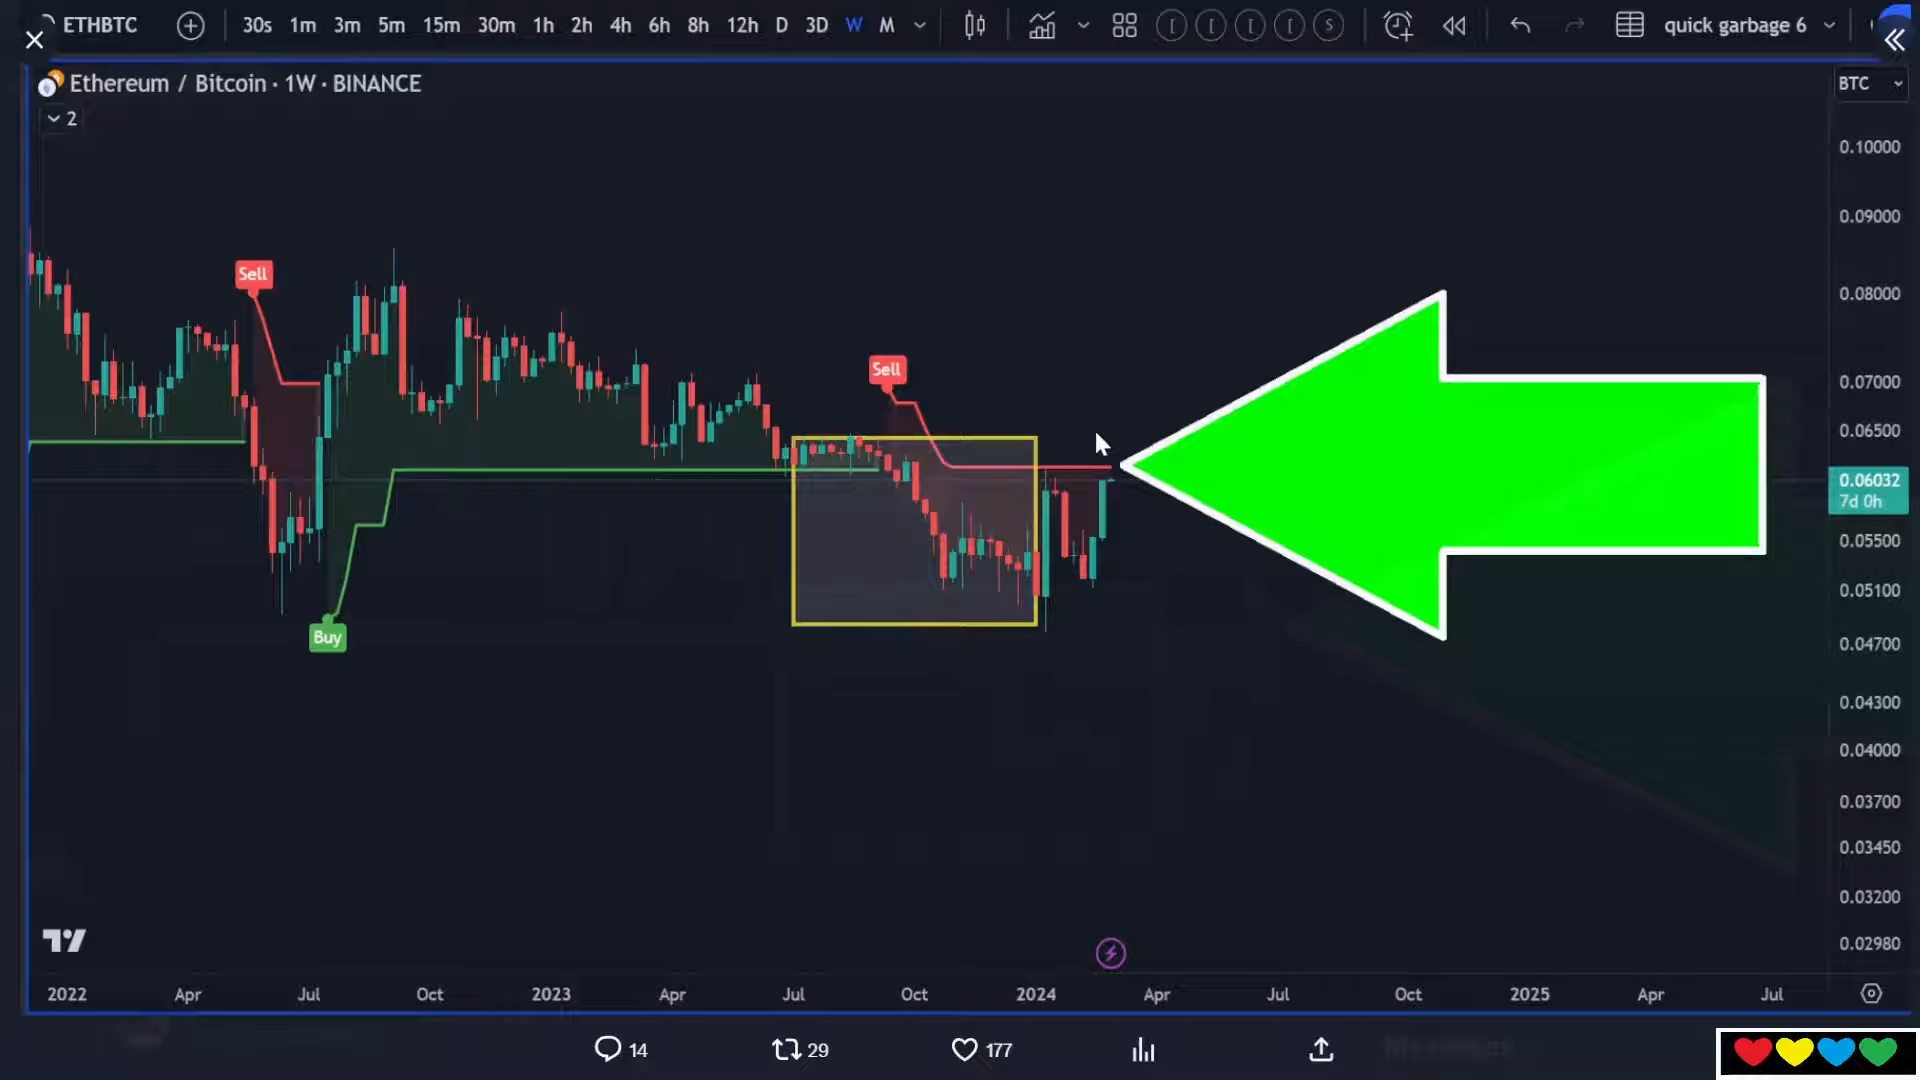 ETHBTC 30s 1m 3m 5m 15m 30m 1h 2h 4h 6h 8h 12h D 3D W M quick garbage 6
Ethereum / Bitcoin · 1W · BINANCE
BTC
2
0.10000
0.09000
Sell
0.08000
Sell
0.07000
0.06500
0.06032
7d 0h
0.05500
0.05100
Buy
0.04700
0.04300
0.04000
0.03700
0.03450
0.03200
0.02980
2022 Apr Jul Oct 2023 Apr Jul Oct 2024 Apr Jul Oct 2025 Apr Jul
14 29 177